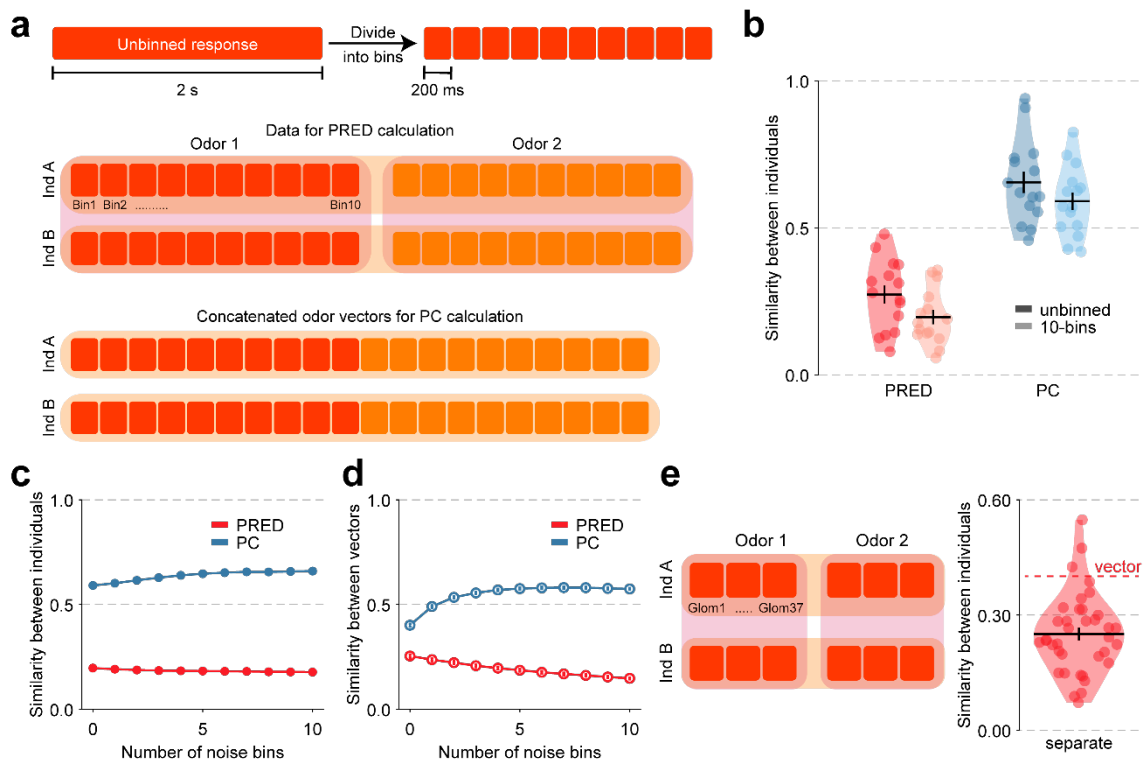 a
Unbinned response
Divide
into bins
2 s
200 ms
Data for PRED calculation
Odor 1
Odor 2
Ind A
Bin1 Bin2 .......... Bin10
Ind B
Concatenated odor vectors for PC calculation
Ind A
Ind B
b
Similarity between individuals
1.0
0.5
0.0
unbinned
10-bins
PRED
PC
c
Similarity between individuals
1.0
0.5
0.0
PRED
PC
0
5
10
Number of noise bins
d
Similarity between vectors
1.0
0.5
0.0
PRED
PC
0
5
10
Number of noise bins
e
Odor 1
Odor 2
Ind A
Glom1 ..... Glom37
Ind B
Similarity between individuals
0.60
0.30
0.00
vector
separate